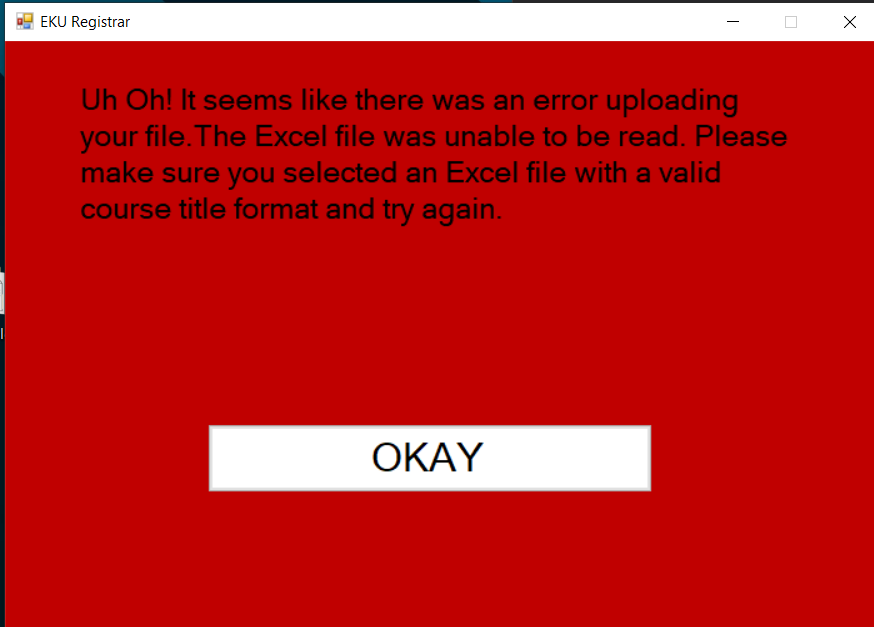 EKU Registrar
Uh Oh! It seems like there was an error uploading
your file.The Excel file was unable to be read. Please
make sure you selected an Excel file with a valid
course title format and try again.
OKAY